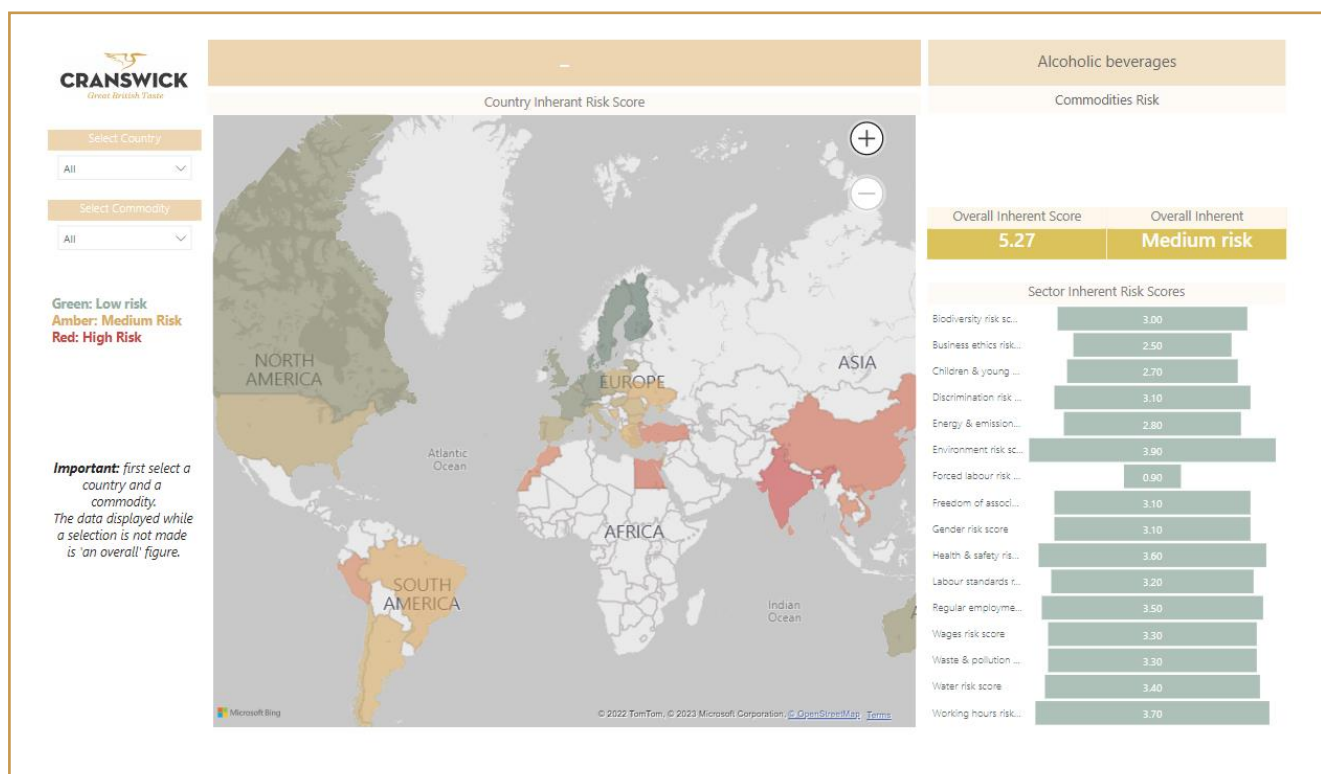 CRANSWICK
Great British Taste
Select Country
All
Select Commodity
All
Green: Low risk
Amber: Medium Risk
Red: High Risk
Important: first select a
country and a
commodity.
The data displayed while
a selection is not made
is 'an overall' figure.
–
Country Inherant Risk Score
NORTH
AMERICA
EUROPE
ASIA
Atlantic
Ocean
AFRICA
SOUTH
AMERICA
Indian
Ocean
A
Microsoft Bing
© 2022 TomTom, © 2023 Microsoft Corporation, © OpenStreetMap Terms
Alcoholic beverages
Commodities Risk
Overall Inherent Score
Overall Inherent
5.27
Medium risk
Sector Inherent Risk Scores
Biodiversity risk sc... 3.00
Business ethics risk... 2.50
Children & young ... 2.70
Discrimination risk ... 3.10
Energy & emission... 2.80
Environment risk sc... 3.90
Forced labour risk ... 0.90
Freedom of associ... 3.10
Gender risk score 3.10
Health & safety ris... 3.60
Labour standards r... 3.20
Regular employme... 3.50
Wages risk score 3.30
Waste & pollution ... 3.30
Water risk score 3.40
Working hours risk... 3.70